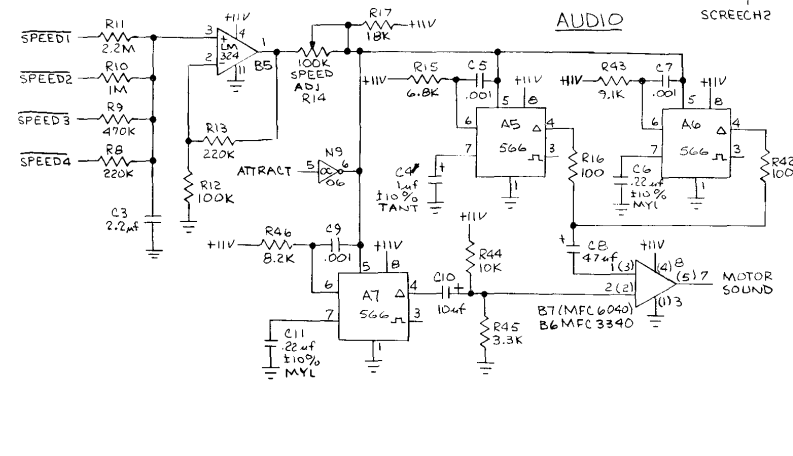 AUDIO
SCREECH2
SPEED1
R11
2.2M
SPEED2
R10
1M
SPEED3
R9
470K
SPEED4
R8
220K
C3
2.2µf
+11V
3
2
4
11
1
+
LM
324
B5
R13
220K
R12
100K
100K
SPEED
ADJ
R14
R17
18K
+11V
ATTRACT
5
N9
6
06
+11V
R15
6.8K
C5
.001
+11V
5
8
6
7
A5
566
4
3
1
C4
1µf
±10%
TANT
+
R16
100
+11V
R43
9.1K
C7
.001
+11V
5
8
6
7
A6
566
4
3
1
C6
.22µf
±10%
MYL
R42
100
+11V
R46
8.2K
C9
.001
+11V
5
8
6
7
A7
566
4
3
1
C11
.22µf
±10%
MYL
C10
+
10µf
+11V
R44
10K
R45
3.3K
+
C8
47µf
+11V
1(3)
2(2)
(4)8
(5)7
(1)3
MOTOR
SOUND
B7(MFC6040)
B6MFC3340